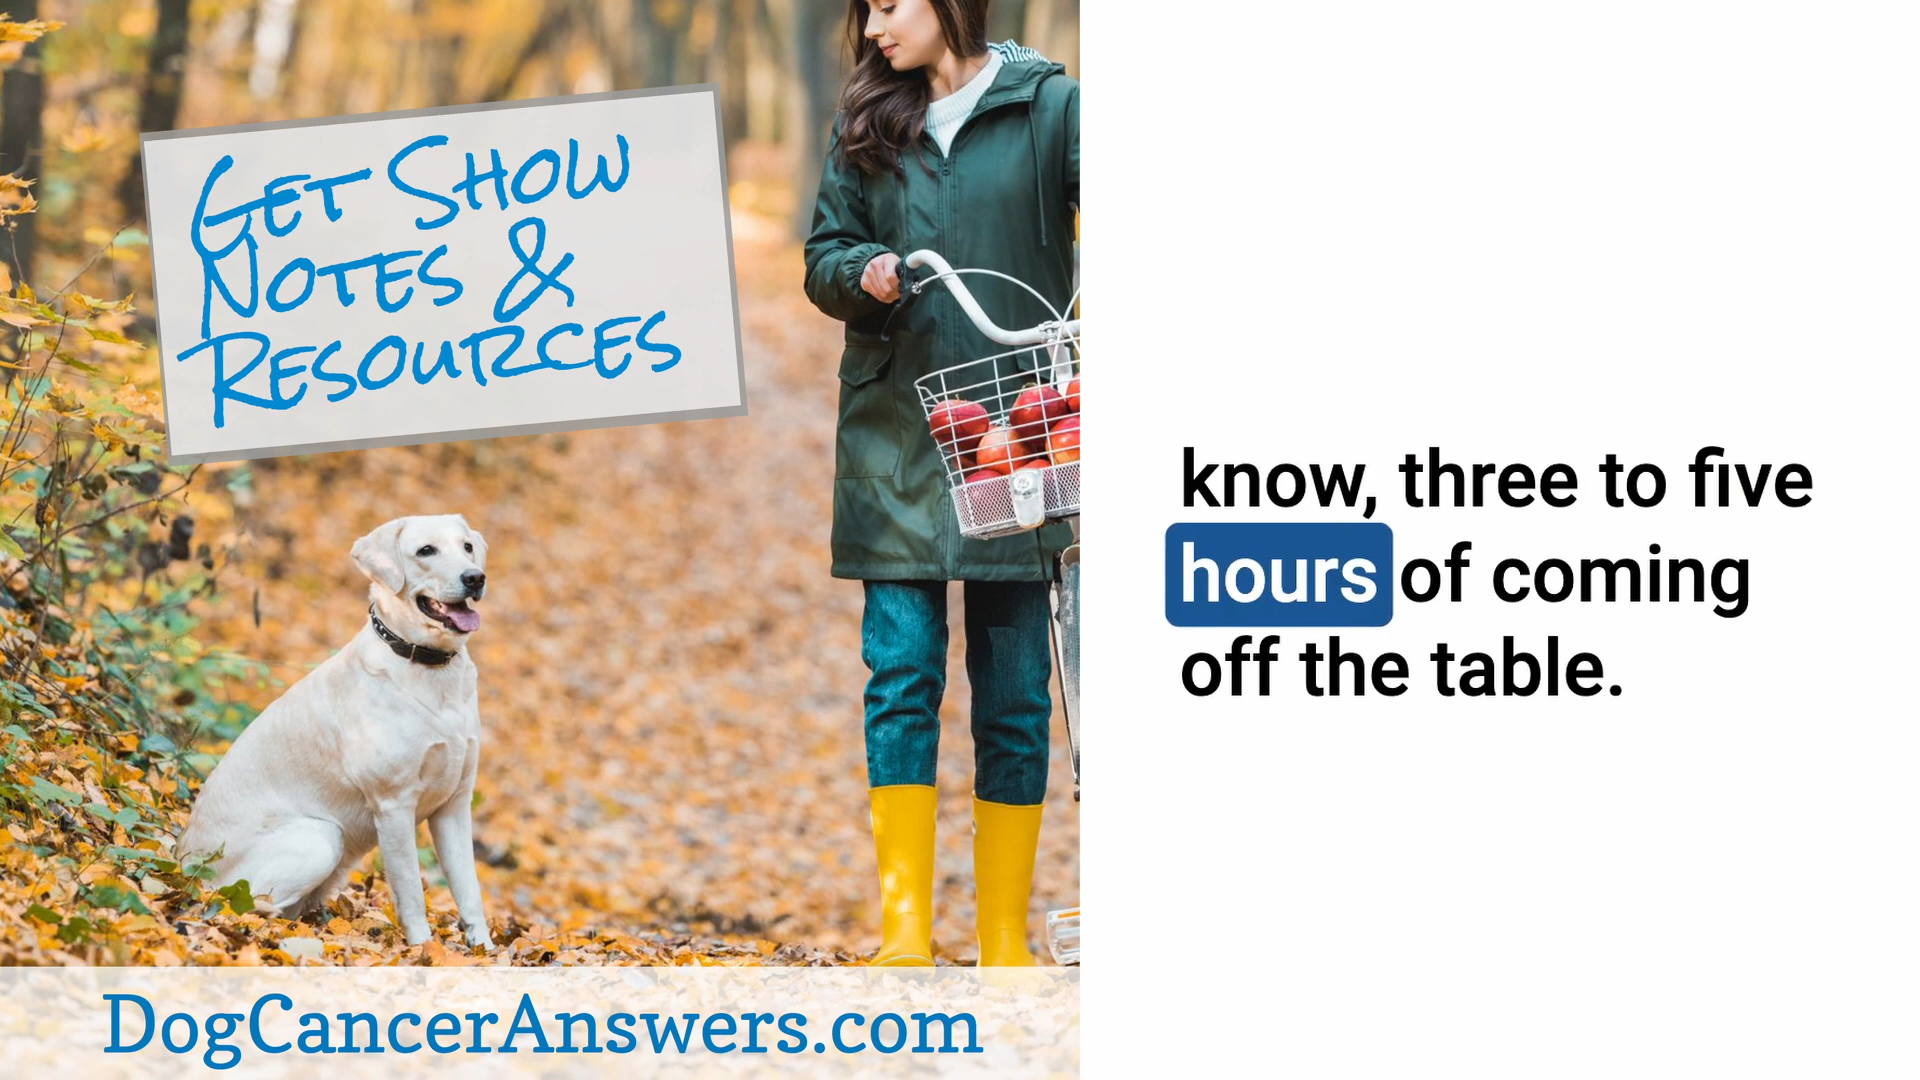 Get Show
Notes &
Resources
know, three to five
hours of coming
off the table.
DogCancerAnswers.com